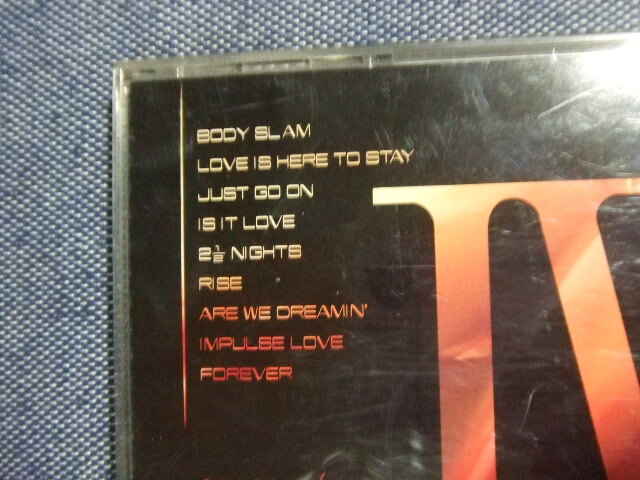 BODY SLAM
LOVE IS HERE TO STAY
JUST GO ON
IS IT LOVE
2½ NIGHTS
RISE
ARE WE DREAMIN'
IMPULSE LOVE
FOREVER
IV